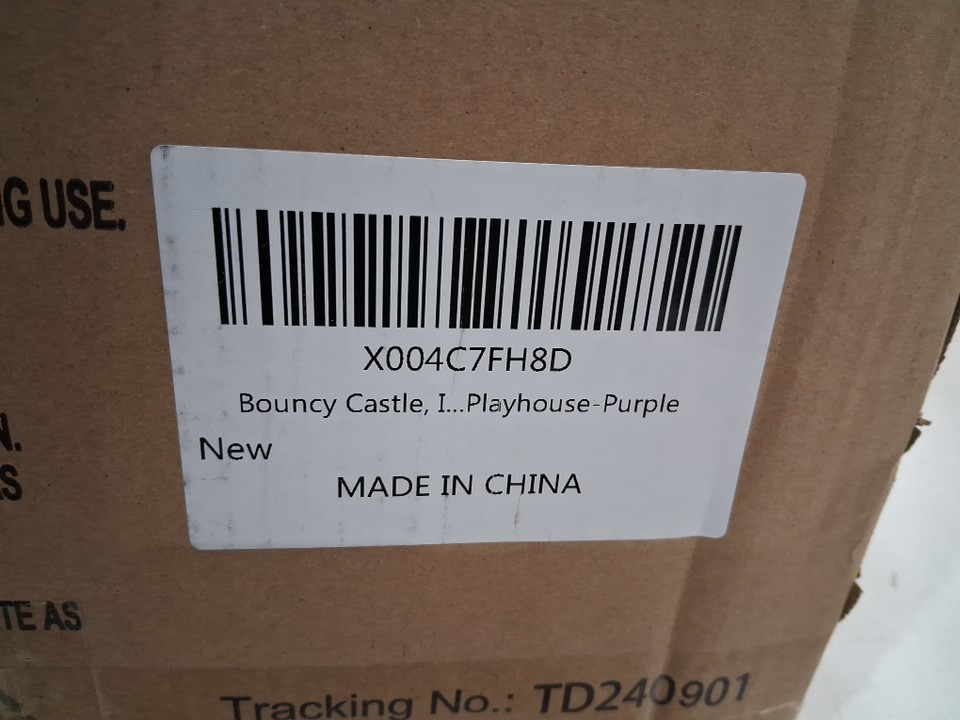 G USE.
X004C7FH8D
Bouncy Castle, I...Playhouse-Purple
New
MADE IN CHINA
N.
S
TE AS
Tracking No.: TD240901